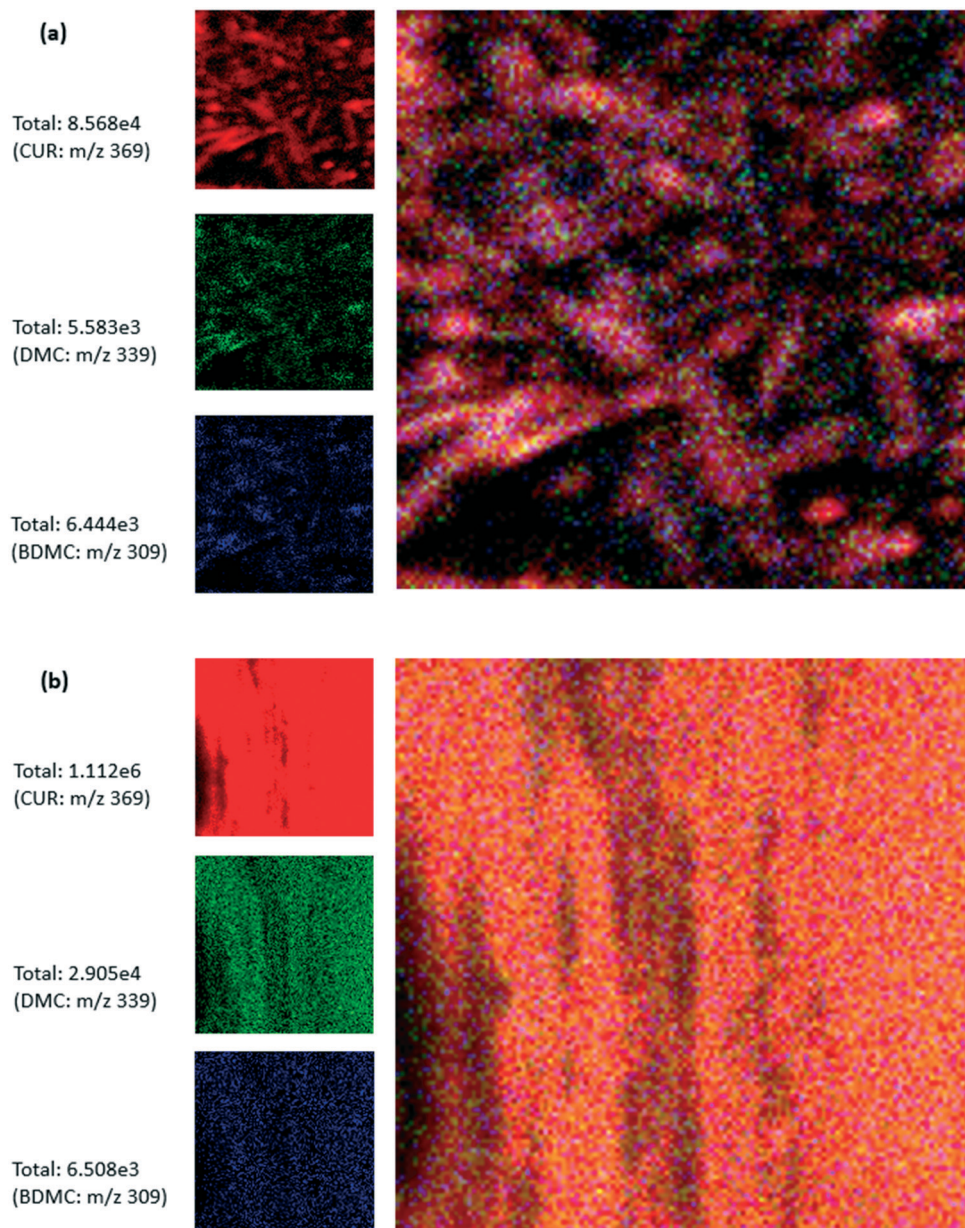 (a)
Total: 8.568e4
(CUR: m/z 369)
Total: 5.583e3
(DMC: m/z 339)
Total: 6.444e3
(BDMC: m/z 309)
(b)
Total: 1.112e6
(CUR: m/z 369)
Total: 2.905e4
(DMC: m/z 339)
Total: 6.508e3
(BDMC: m/z 309)